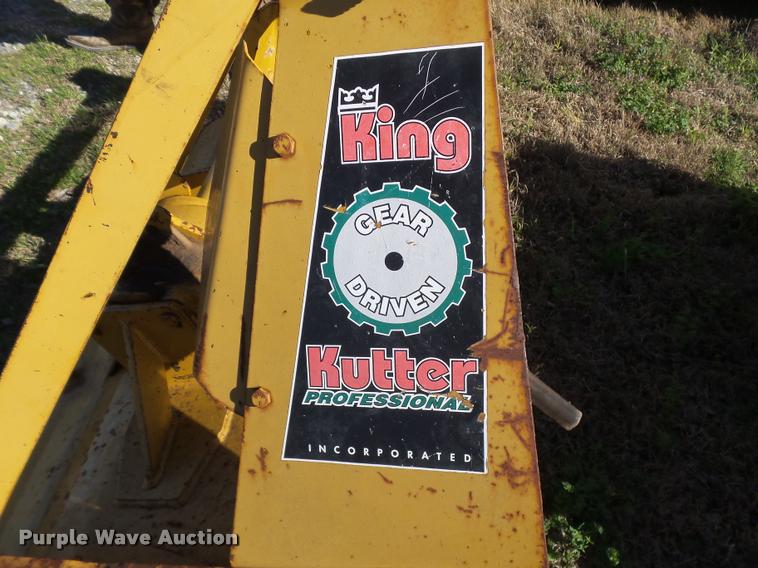 King
GEAR
DRIVEN
Kutter
PROFESSIONAL
INCORPORATED
Purple Wave Auction